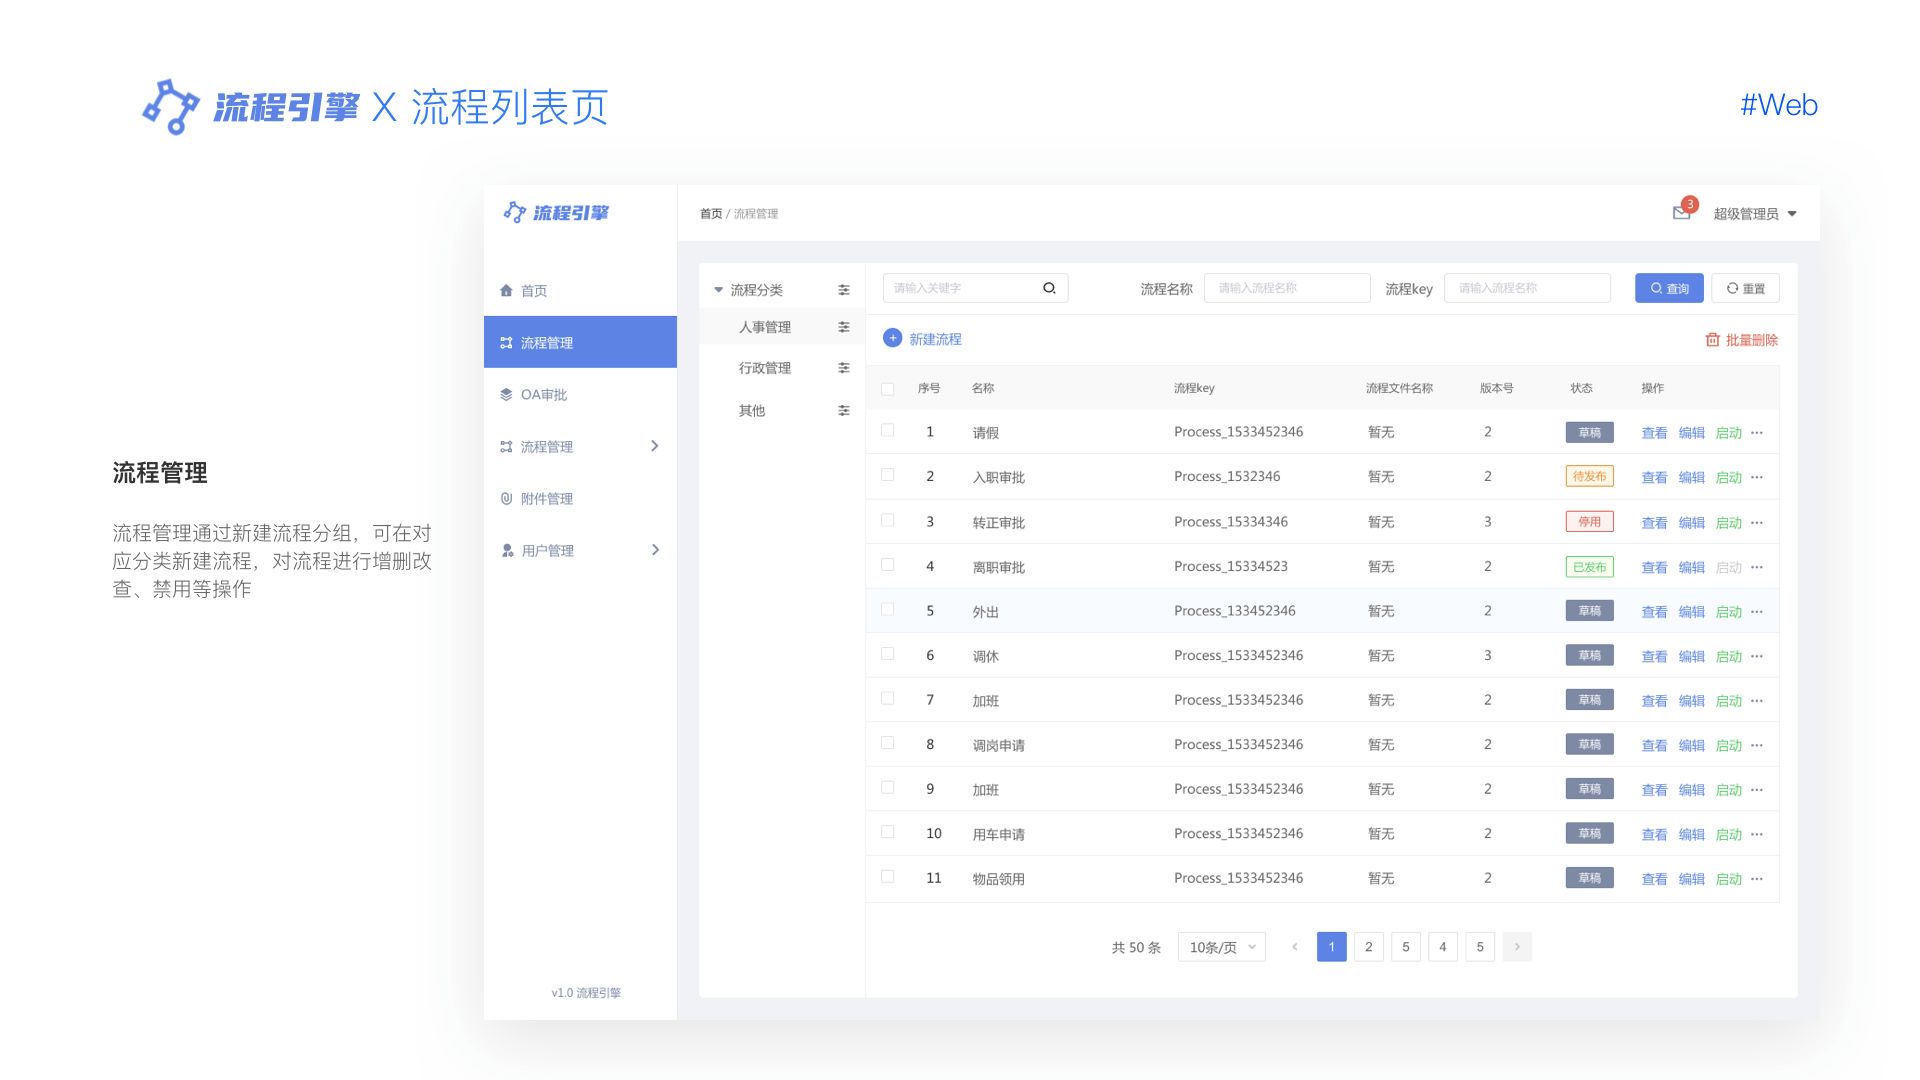 流程引擎 X 流程列表页
#Web
流程管理
流程管理通过新建流程分组，可在对
应分类新建流程，对流程进行增删改
查、禁用等操作
流程引擎
首页
流程管理
OA审批
流程管理
附件管理
用户管理
v1.0 流程引擎
首页 / 流程管理
3 超级管理员
流程分类
人事管理
行政管理
其他
请输入关键字 流程名称 请输入流程名称 流程key 请输入流程名称 查询 重置
新建流程 批量删除
序号 名称 流程key 流程文件名称 版本号 状态 操作
1 请假 Process_1533452346 暂无 2 草稿 查看 编辑 启动 ···
2 入职审批 Process_1532346 暂无 2 待发布 查看 编辑 启动 ···
3 转正审批 Process_15334346 暂无 3 停用 查看 编辑 启动 ···
4 离职审批 Process_15334523 暂无 2 已发布 查看 编辑 启动 ···
5 外出 Process_133452346 暂无 2 草稿 查看 编辑 启动 ···
6 调休 Process_1533452346 暂无 3 草稿 查看 编辑 启动 ···
7 加班 Process_1533452346 暂无 2 草稿 查看 编辑 启动 ···
8 调岗申请 Process_1533452346 暂无 2 草稿 查看 编辑 启动 ···
9 加班 Process_1533452346 暂无 2 草稿 查看 编辑 启动 ···
10 用车申请 Process_1533452346 暂无 2 草稿 查看 编辑 启动 ···
11 物品领用 Process_1533452346 暂无 2 草稿 查看 编辑 启动 ···
共 50 条 10条/页 1 2 5 4 5